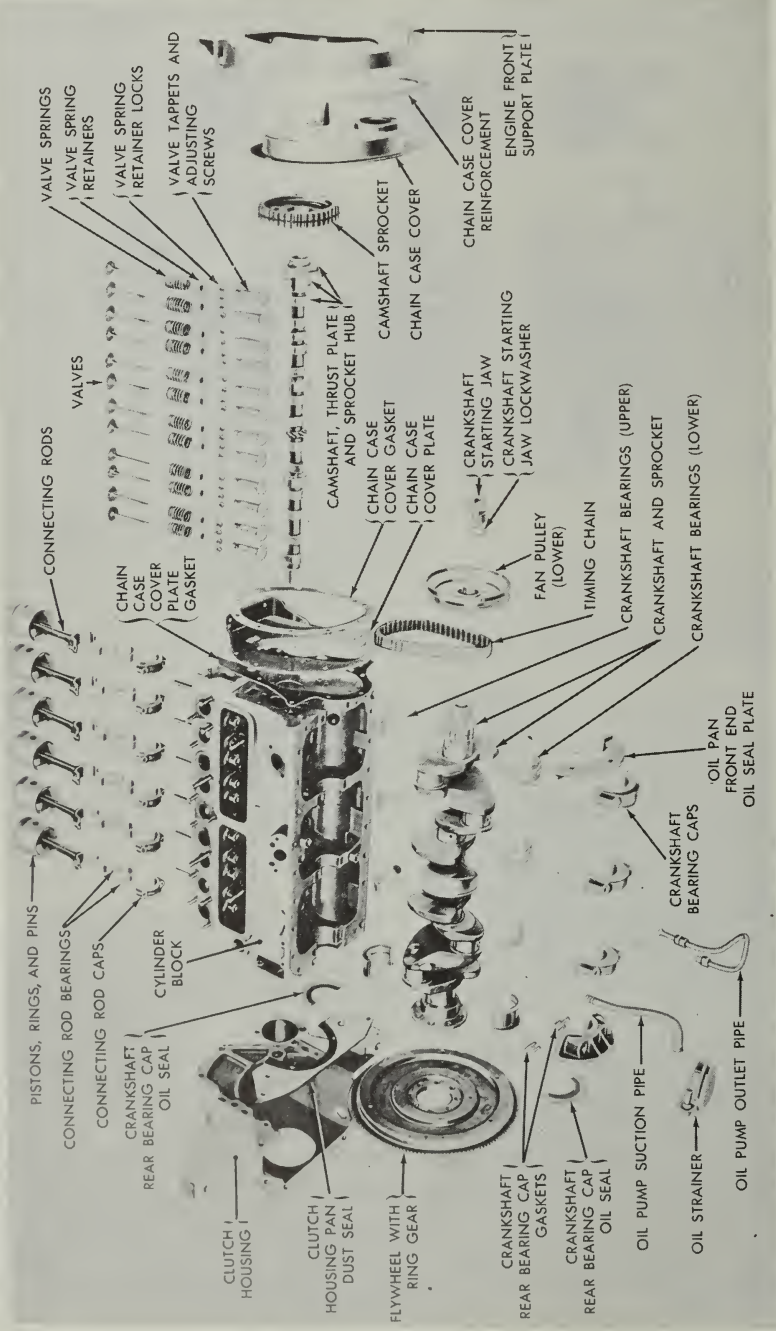 VALVE SPRINGS
VALVE SPRING
RETAINERS
VALVE SPRING
RETAINER LOCKS
VALVE TAPPETS AND
ADJUSTING
SCREWS
VALVES
CONNECTING RODS
CHAIN
CASE
COVER
PLATE
GASKET
PISTONS, RINGS, AND PINS
CONNECTING ROD BEARINGS
CONNECTING ROD CAPS
CRANKSHAFT
REAR BEARING CAP
OIL SEAL
CYLINDER
BLOCK
CLUTCH
HOUSING
CLUTCH
HOUSING PAN
DUST SEAL
FLYWHEEL WITH
RING GEAR
CAMSHAFT, THRUST PLATE
AND SPROCKET HUB
CHAIN CASE
COVER GASKET
CHAIN CASE
COVER PLATE
CAMSHAFT SPROCKET
CHAIN CASE COVER
CHAIN CASE COVER
REINFORCEMENT
ENGINE FRONT
SUPPORT PLATE
CRANKSHAFT
STARTING JAW
CRANKSHAFT STARTING
JAW LOCKWASHER
FAN PULLEY
(LOWER)
TIMING CHAIN
CRANKSHAFT BEARINGS (UPPER)
CRANKSHAFT AND SPROCKET
CRANKSHAFT BEARINGS (LOWER)
OIL PAN
FRONT END
OIL SEAL PLATE
CRANKSHAFT
BEARING CAPS
CRANKSHAFT
REAR BEARING CAP
GASKETS
CRANKSHAFT
REAR BEARING CAP
OIL SEAL
OIL PUMP SUCTION PIPE
OIL STRAINER
OIL PUMP OUTLET PIPE